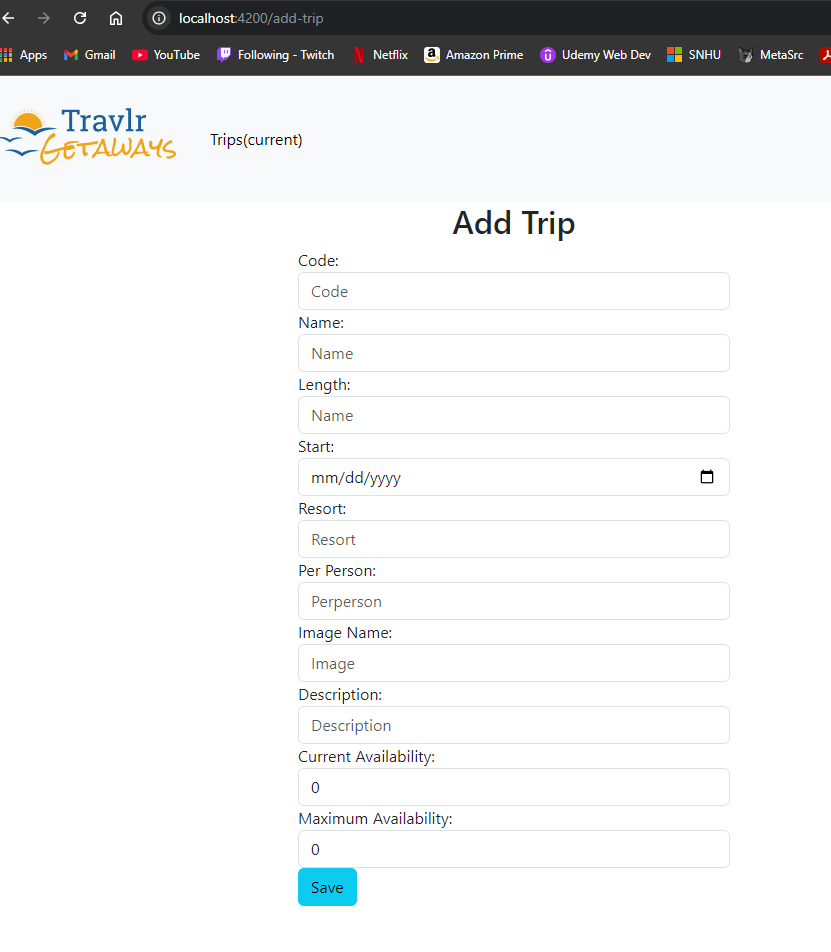 localhost:4200/add-trip
Apps Gmail YouTube Following - Twitch Netflix a Amazon Prime Udemy Web Dev SNHU MetaSrc
Travlr
GETAWAYS
Trips(current)
Add Trip
Code:
Code
Name:
Name
Length:
Name
Start:
mm/dd/yyyy
Resort:
Resort
Per Person:
Perperson
Image Name:
Image
Description:
Description
Current Availability:
0
Maximum Availability:
0
Save